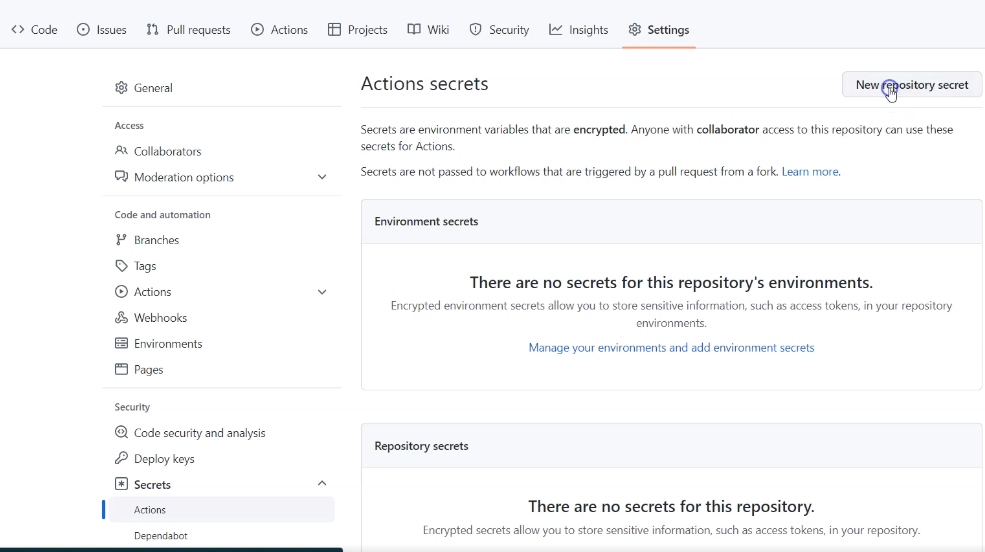 Code Issues Pull requests Actions Projects Wiki Security Insights Settings
General
Access
Collaborators
Moderation options
Code and automation
Branches
Tags
Actions
Webhooks
Environments
Pages
Security
Code security and analysis
Deploy keys
Secrets
Actions
Dependabot
Actions secrets
New repository secret
Secrets are environment variables that are encrypted. Anyone with collaborator access to this repository can use these
secrets for Actions.
Secrets are not passed to workflows that are triggered by a pull request from a fork. Learn more.
Environment secrets
There are no secrets for this repository's environments.
Encrypted environment secrets allow you to store sensitive information, such as access tokens, in your repository
environments.
Manage your environments and add environment secrets
Repository secrets
There are no secrets for this repository.
Encrypted secrets allow you to store sensitive information, such as access tokens, in your repository.